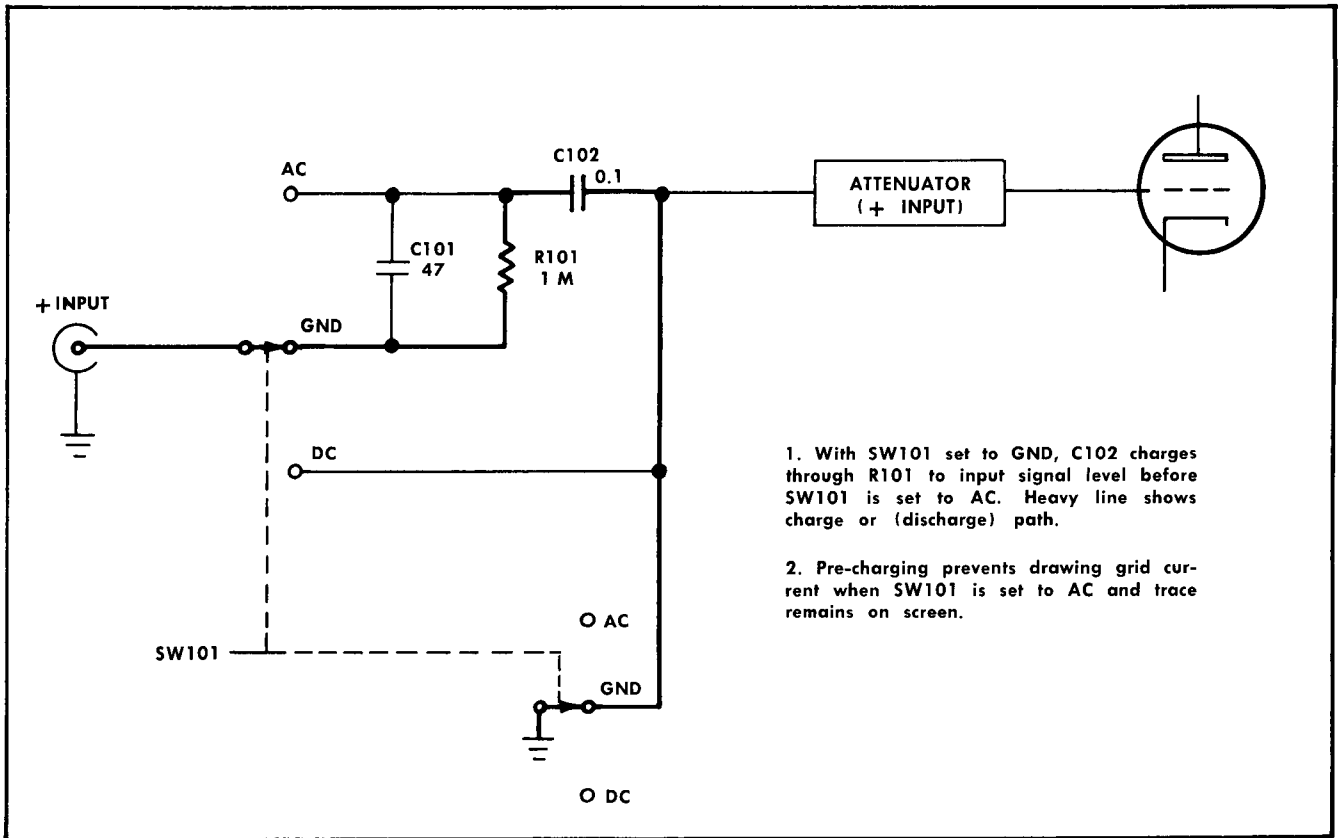 AC
C102
0.1
C101
47
R101
1 M
ATTENUATOR
( + INPUT)
+ INPUT
GND
DC
1. With SW101 set to GND, C102 charges
through R101 to input signal level before
SW101 is set to AC. Heavy line shows
charge or (discharge) path.
2. Pre-charging prevents drawing grid cur-
rent when SW101 is set to AC and trace
remains on screen.
AC
SW101
GND
DC